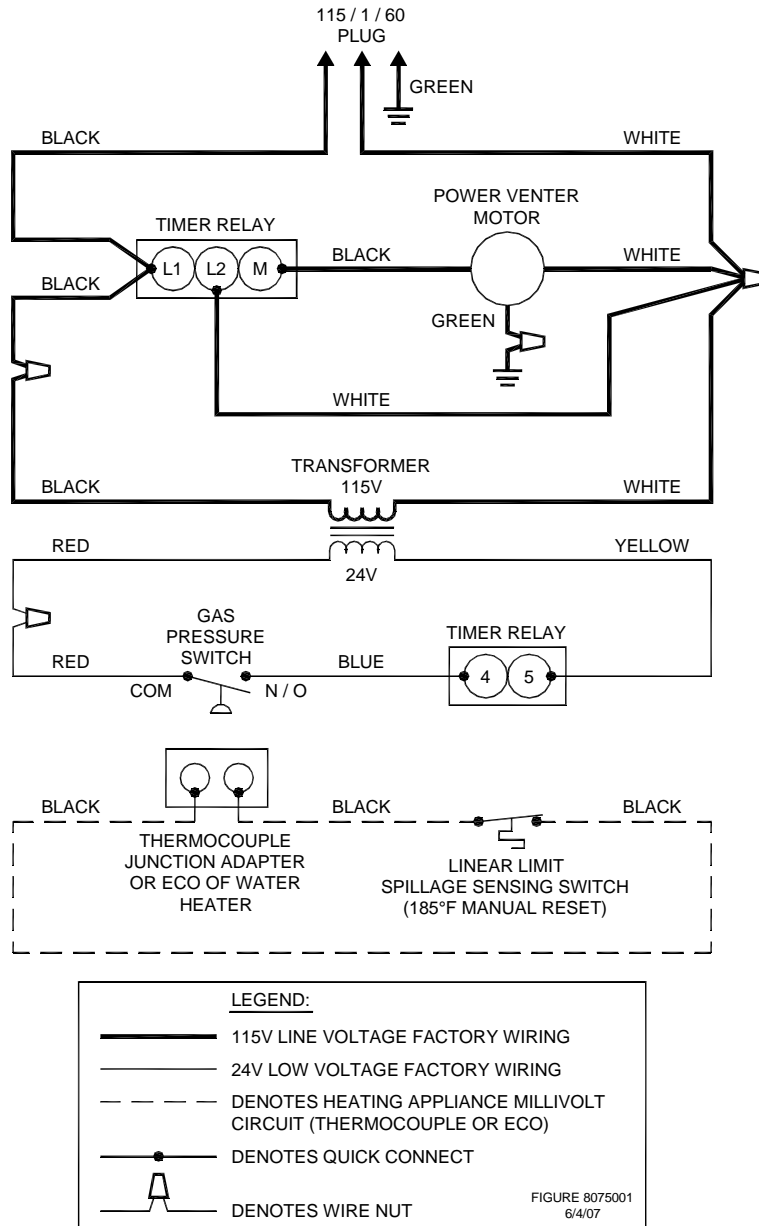 115 / 1 / 60
PLUG
GREEN
BLACK
WHITE
POWER VENTER
MOTOR
TIMER RELAY
L1 L2 M
BLACK
WHITE
BLACK
GREEN
WHITE
TRANSFORMER
115V
BLACK
WHITE
RED
YELLOW
24V
GAS
PRESSURE
SWITCH
TIMER RELAY
RED
BLUE
COM
N / O
4 5
BLACK
BLACK
BLACK
THERMOCOUPLE
JUNCTION ADAPTER
OR ECO OF WATER
HEATER
LINEAR LIMIT
SPILLAGE SENSING SWITCH
(185°F MANUAL RESET)
LEGEND:
115V LINE VOLTAGE FACTORY WIRING
24V LOW VOLTAGE FACTORY WIRING
DENOTES HEATING APPLIANCE MILLIVOLT
CIRCUIT (THERMOCOUPLE OR ECO)
DENOTES QUICK CONNECT
DENOTES WIRE NUT
FIGURE 8075001
6/4/07